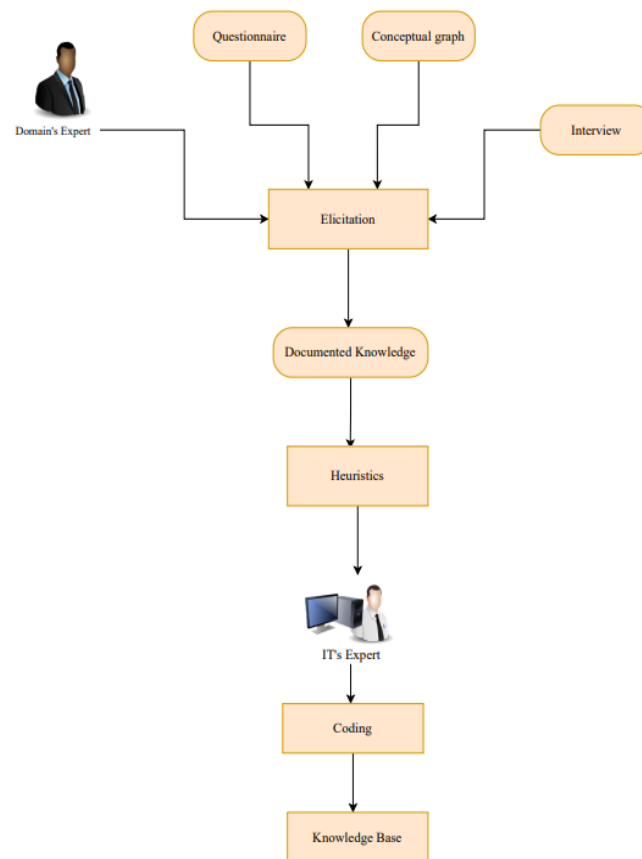 Questionnaire
Conceptual graph
Domain's Expert
Interview
Elicitation
Documented Knowledge
Heuristics
IT's Expert
Coding
Knowledge Base